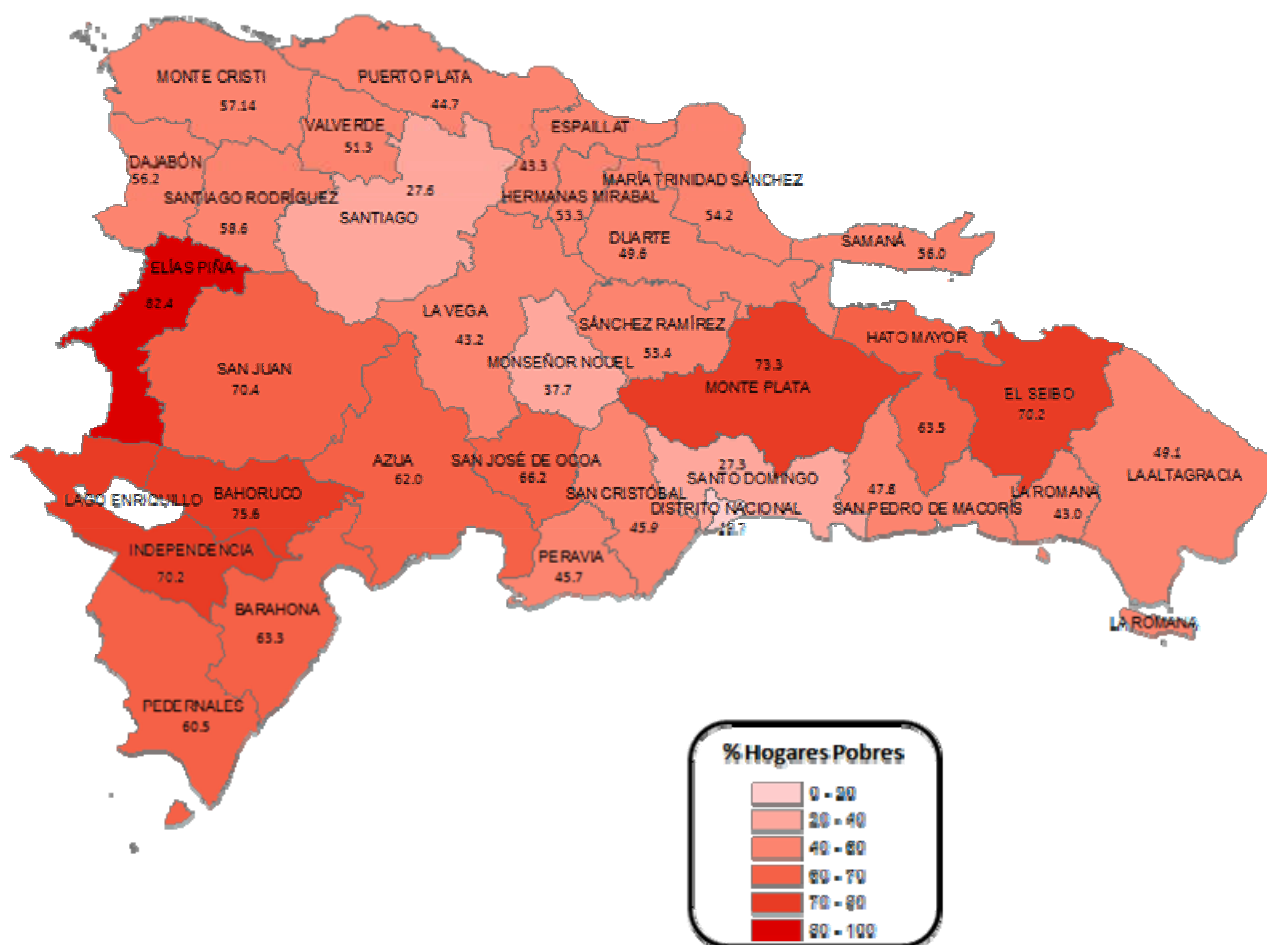 MONTE CRISTI
57.14
PUERTO PLATA
44.7
VALVERDE
51.3
ESPAILLAT
43.3
DAJABÓN
56.2
SANTIAGO RODRÍGUEZ
58.6
27.6
SANTIAGO
HERMANAS MIRABAL
53.3
MARÍA TRINIDAD SÁNCHEZ
54.2
DUARTE
49.6
SAMANÁ
56.0
ELÍAS PIÑA
82.4
LA VEGA
43.2
SÁNCHEZ RAMÍREZ
53.4
HATO MAYOR
63.5
SAN JUAN
70.4
MONSEÑOR NOUEL
37.7
73.3
MONTE PLATA
EL SEIBO
70.2
49.1
LA ALTAGRACIA
AZUA
62.0
SAN JOSÉ DE OCOA
66.2
27.3
SANTO DOMINGO
LAGO ENRIQUILLO
BAHORUCO
75.6
SAN CRISTÓBAL
45.9
DISTRITO NACIONAL
47.8
SAN PEDRO DE MACORÍS
LA ROMANA
43.0
INDEPENDENCIA
70.2
PERAVIA
45.7
BARAHONA
63.3
LA ROMANA
PEDERNALES
60.5
% Hogares Pobres
0 - 20
20 - 40
40 - 60
60 - 70
70 - 80
80 - 100